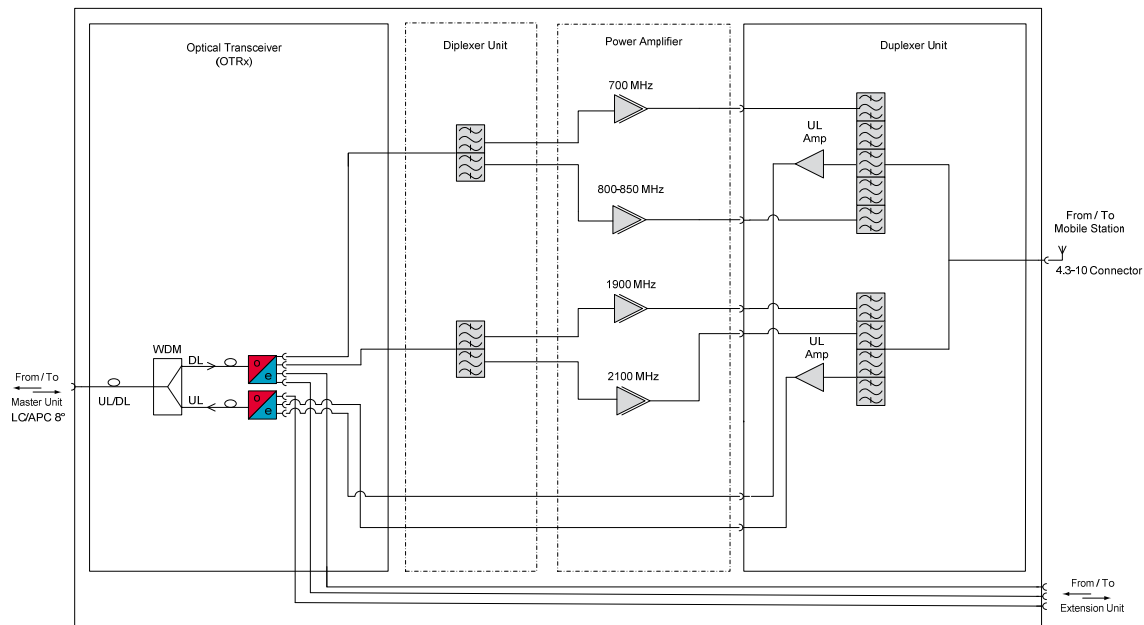 Optical Transceiver
(OTRx)
Diplexer Unit
Power Amplifier
Duplexer Unit
700 MHz
UL
Amp
800-850 MHz
From / To
Mobile Station
4.3-10 Connector
1900 MHz
UL
Amp
WDM
DL
o
e
From / To
Master Unit
LC/APC 8°
UL/DL
UL
o
e
2100 MHz
From / To
Extension Unit